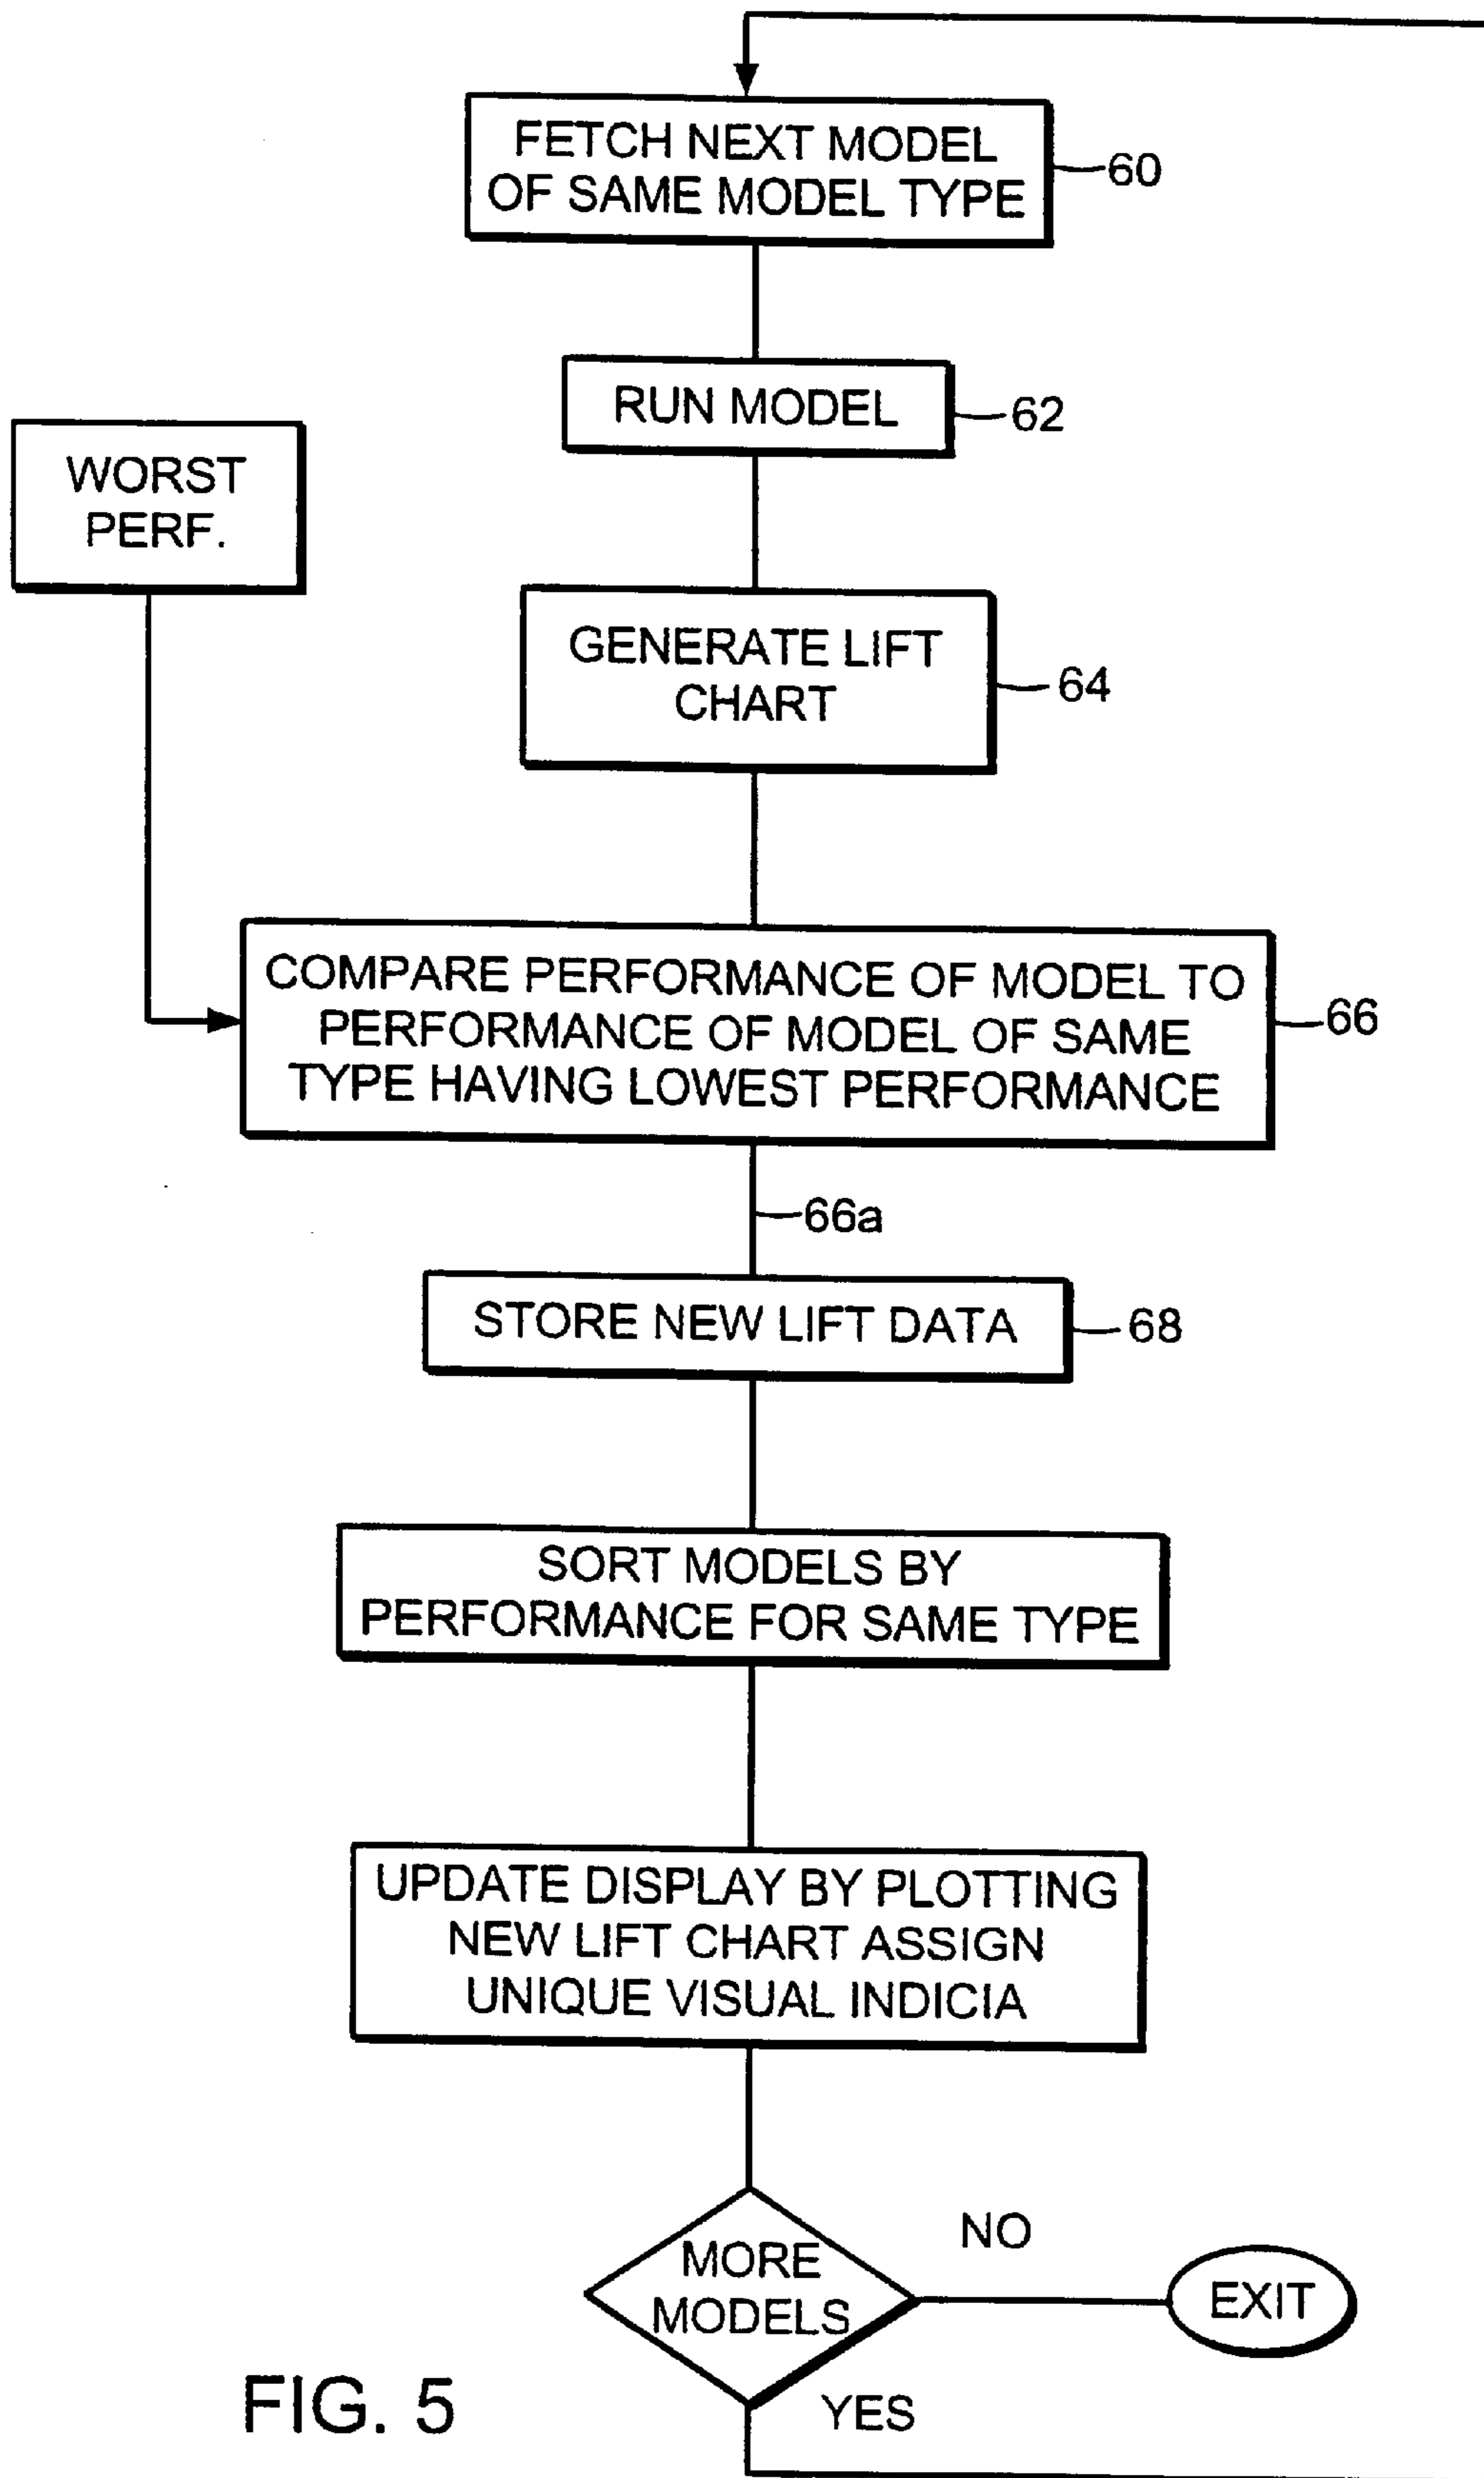 FETCH NEXT MODEL
OF SAME MODEL TYPE
60
RUN MODEL
62
WORST
PERF.
GENERATE LIFT
CHART
64
COMPARE PERFORMANCE OF MODEL TO
PERFORMANCE OF MODEL OF SAME
TYPE HAVING LOWEST PERFORMANCE
66
66a
STORE NEW LIFT DATA
68
SORT MODELS BY
PERFORMANCE FOR SAME TYPE
UPDATE DISPLAY BY PLOTTING
NEW LIFT CHART ASSIGN
UNIQUE VISUAL INDICIA
MORE
MODELS
NO
EXIT
YES
FIG. 5